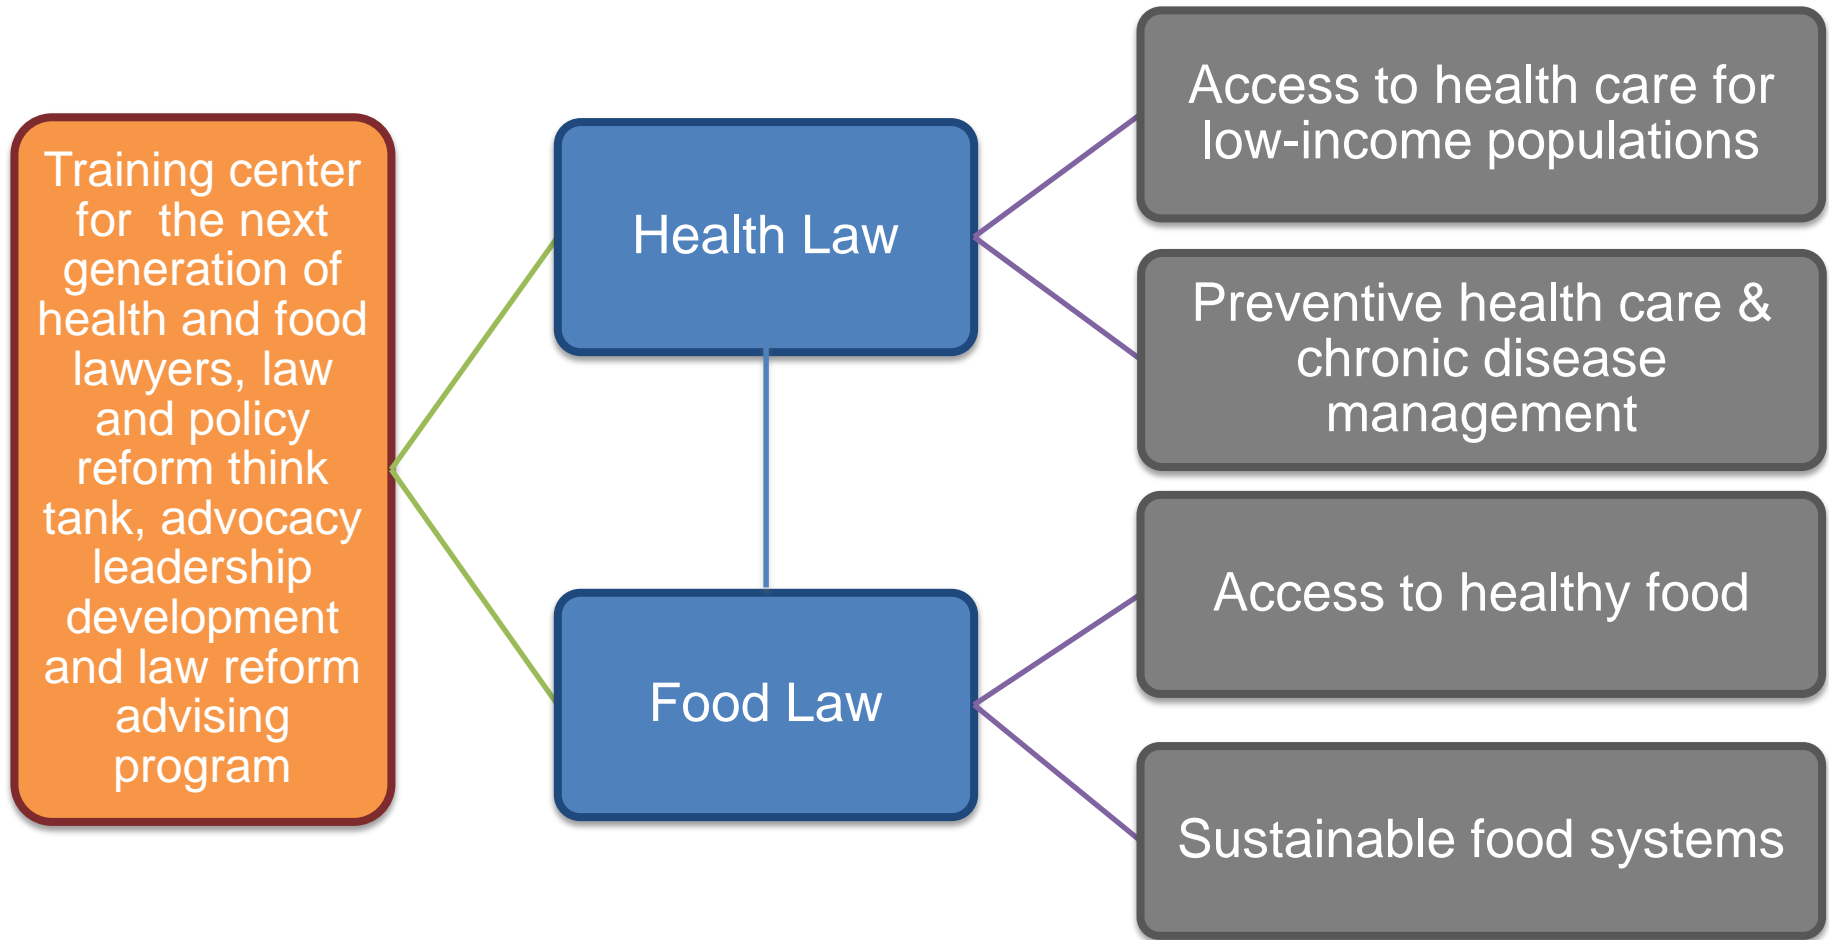 Training center
for  the next
generation of
health and food
lawyers, law
and policy
reform think
tank, advocacy
leadership
development
and law reform
advising
program
Health Law
Food Law
Access to health care for
low-income populations
Preventive health care &
chronic disease
management
Access to healthy food
Sustainable food systems